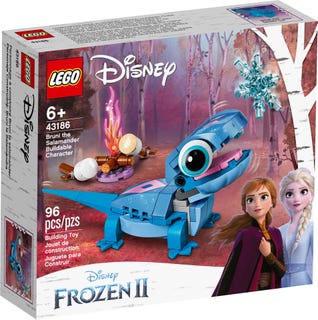 LEGO
Disney
6+
43186
Bruni the
Salamander
Buildable
Character
96
pcs/pzs
Building Toy
Jouet de
construction
Juguete para
Construir
Disney
FROZEN II